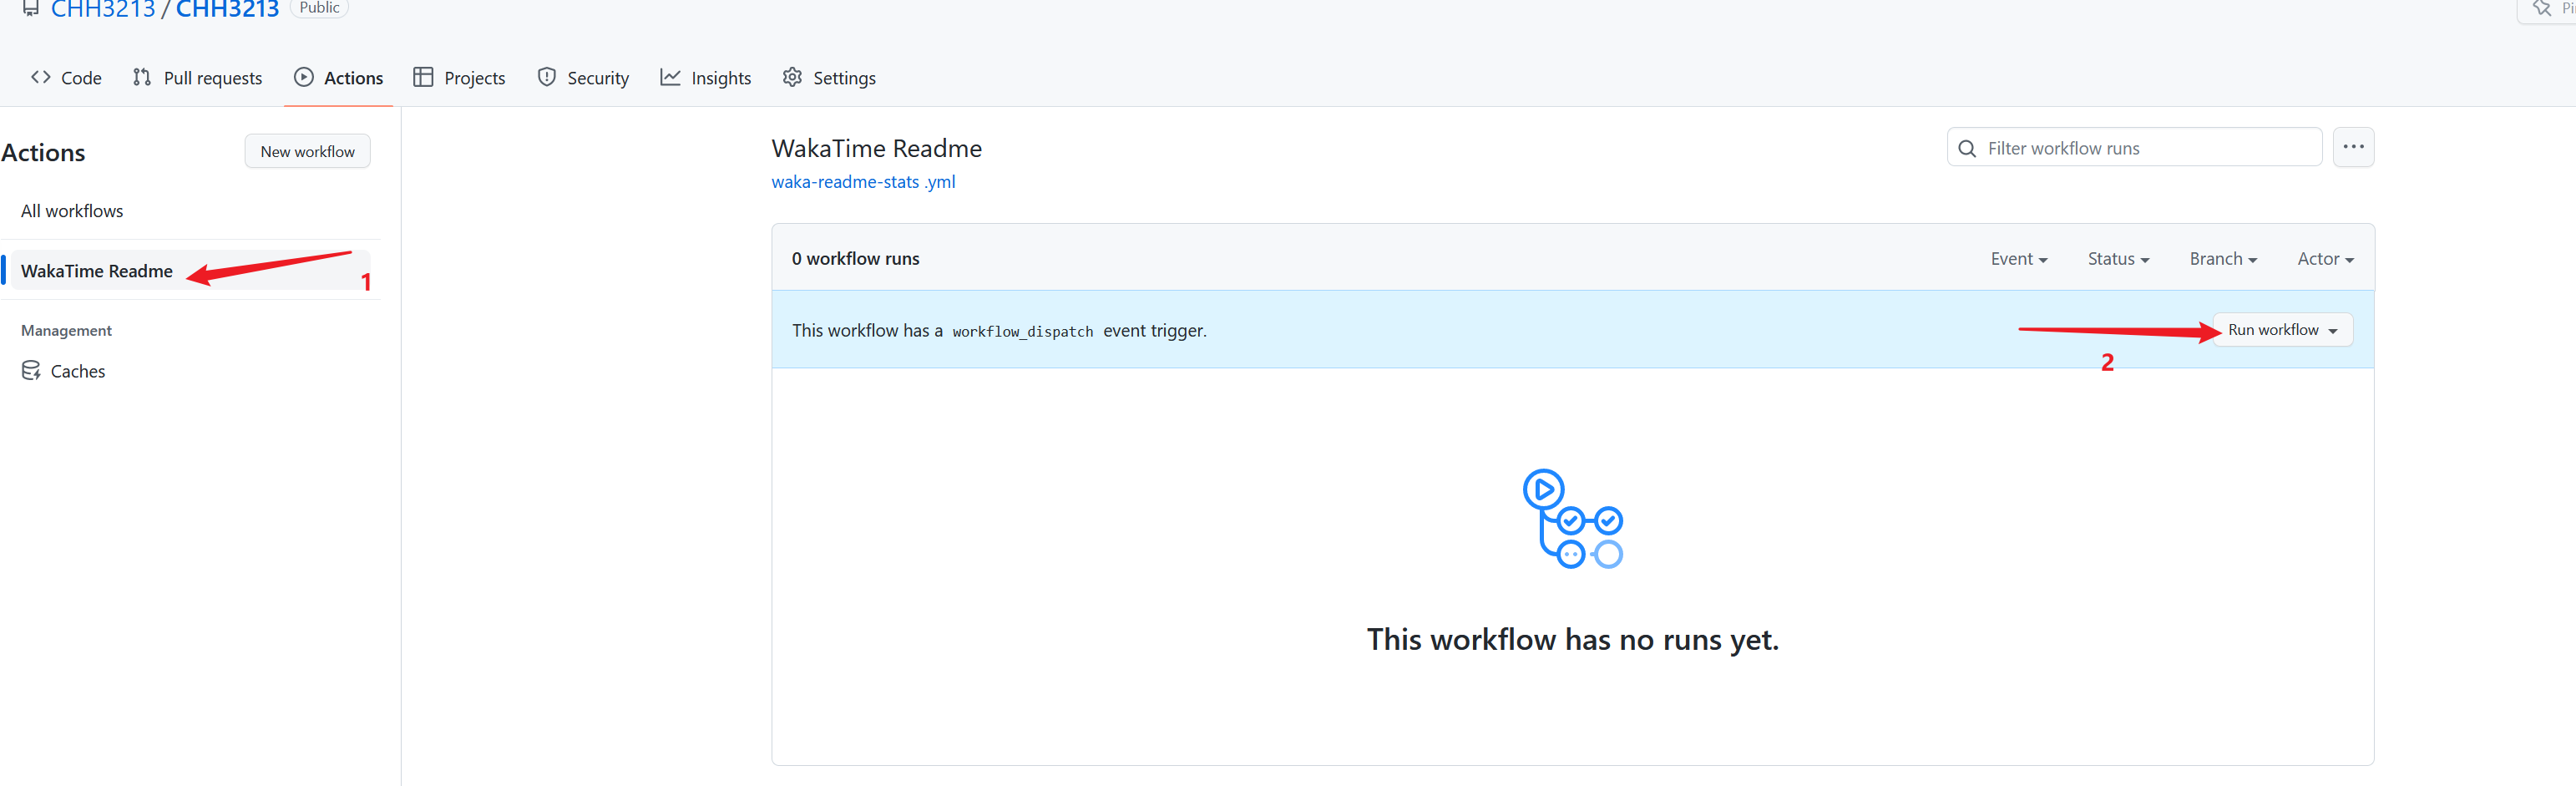 CHH3213 / CHH3213 Public
Code Pull requests Actions Projects Security Insights Settings
Actions New workflow
All workflows
WakaTime Readme 1
Management
Caches
WakaTime Readme
Filter workflow runs
waka-readme-stats .yml
0 workflow runs Event Status Branch Actor
This workflow has a workflow_dispatch event trigger. Run workflow
2
This workflow has no runs yet.